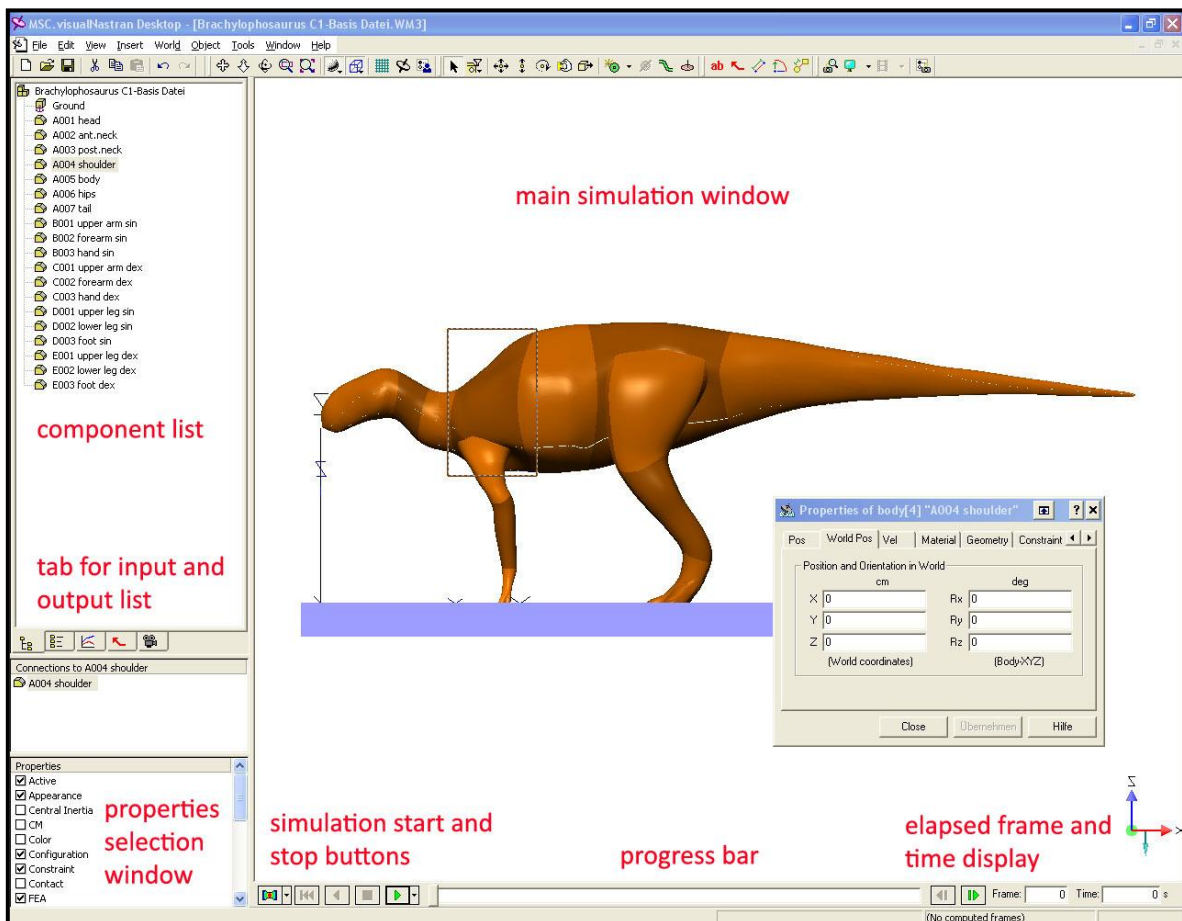 MSC.visualNastran Desktop - [Brachylophosaurus C1-Basis Datei.WM3]
File Edit View Insert World Object Tools Window Help
ab
Brachylophosaurus C1-Basis Datei
Ground
A001 head
A002 ant.neck
A003 post.neck
A004 shoulder
A005 body
A006 hips
A007 tail
B001 upper arm sin
B002 forearm sin
B003 hand sin
C001 upper arm dex
C002 forearm dex
C003 hand dex
D001 upper leg sin
D002 lower leg sin
D003 foot sin
E001 upper leg dex
E002 lower leg dex
E003 foot dex
component list
tab for input and
output list
main simulation window
Connections to A004 shoulder
A004 shoulder
Properties
Active
Appearance
Central Inertia
CM
Color
Configuration
Constraint
Contact
FEA
properties
selection
window
Properties of body[4] "A004 shoulder"
Pos World Pos Vel Material Geometry Constraint
Position and Orientation in World
cm deg
X 0 Rx 0
Y 0 Ry 0
Z 0 Rz 0
(World coordinates) (Body-XYZ)
Close Übernehmen Hilfe
simulation start and
stop buttons
progress bar
elapsed frame and
time display
Frame: 0 Time: 0 s
(No computed frames)